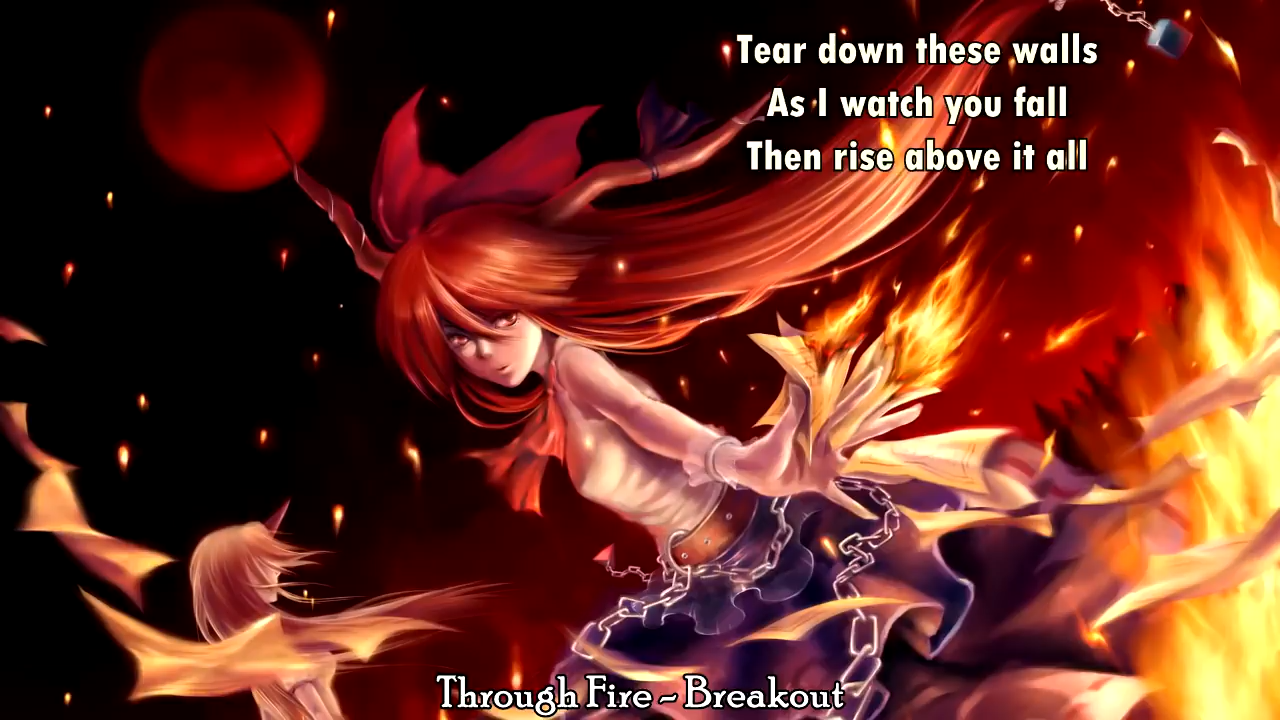 Tear down these walls
As I watch you fall
Then rise above it all
Through Fire ~ Breakout